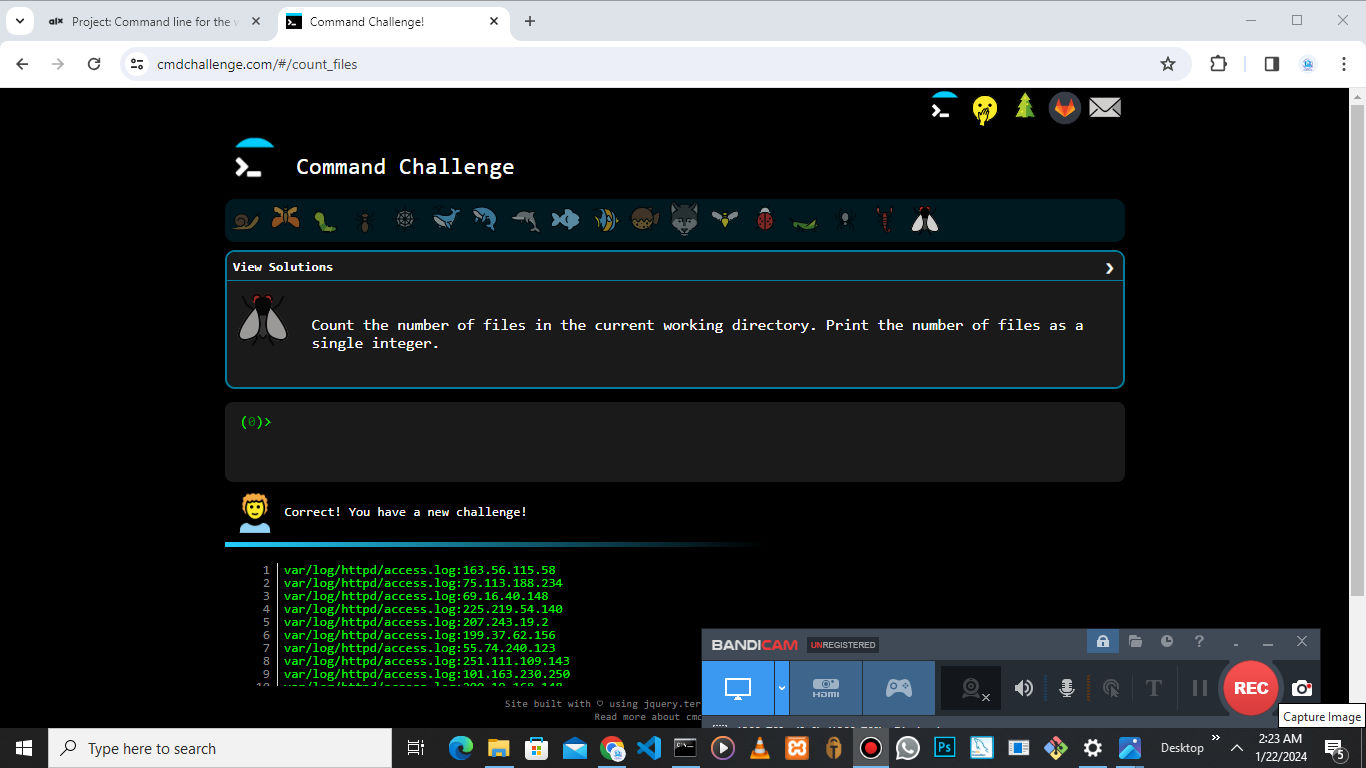 Project: Command line for the w
Command Challenge!
cmdchallenge.com/#/count_files
Command Challenge
View Solutions
Count the number of files in the current working directory. Print the number of files as a
single integer.
(0)>
Correct! You have a new challenge!
1 var/log/httpd/access.log:163.56.115.58
2 var/log/httpd/access.log:75.113.188.234
3 var/log/httpd/access.log:69.16.40.148
4 var/log/httpd/access.log:225.219.54.140
5 var/log/httpd/access.log:207.243.19.2
6 var/log/httpd/access.log:199.37.62.156
7 var/log/httpd/access.log:55.74.240.123
8 var/log/httpd/access.log:251.111.109.143
9 var/log/httpd/access.log:101.163.230.250
Site built with ♡ using jquery.ter
Read more about cmd
BANDICAM UNREGISTERED
HDMI
REC
Capture Image
Type here to search
Desktop
2:23 AM
1/22/2024
5